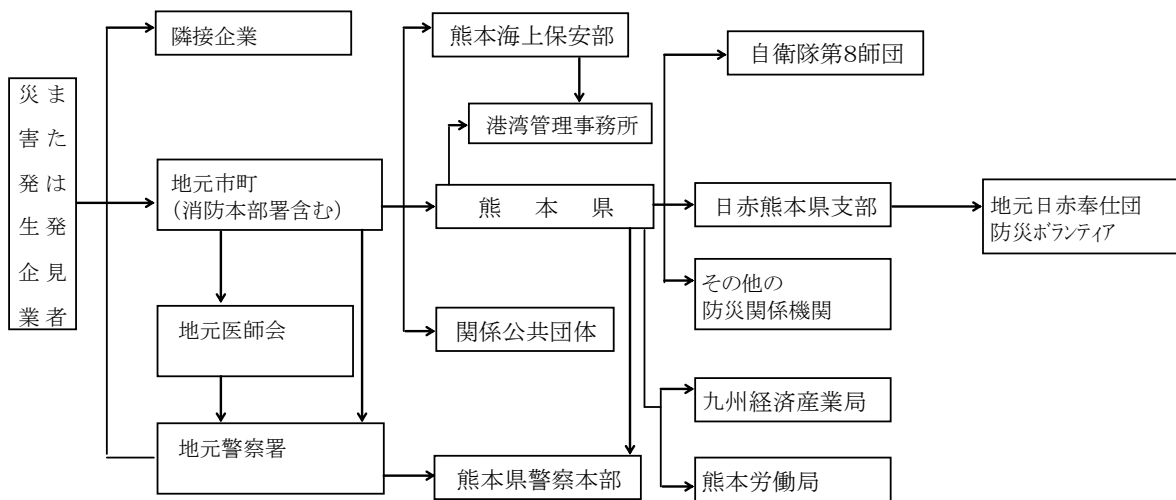 災害発生企業
または発見者
隣接企業
地元市町
（消防本部署含む）
地元医師会
地元警察署
熊本海上保安部
港湾管理事務所
熊本県
関係公共団体
熊本県警察本部
自衛隊第8師団
日赤熊本県支部
その他の
防災関係機関
九州経済産業局
熊本労働局
地元日赤奉仕団
防災ﾎﾞﾗﾝﾃｨｱ